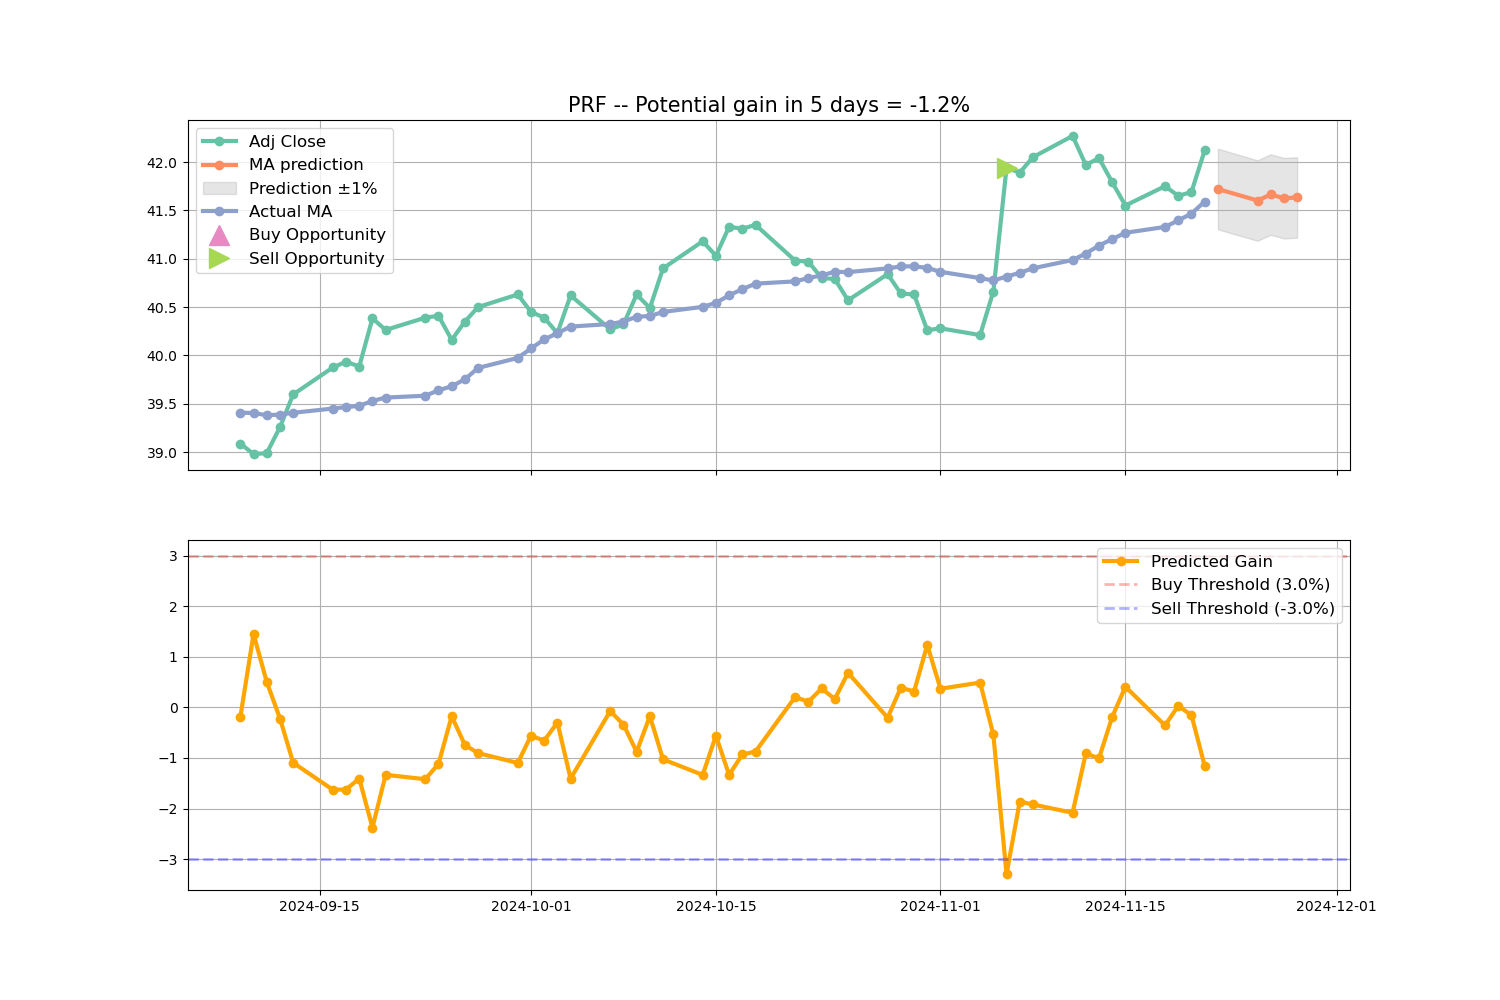 PRF -- Potential gain in 5 days = -1.2%
Adj Close
MA prediction
Prediction ±1%
Actual MA
Buy Opportunity
Sell Opportunity
42.0
41.5
41.0
40.5
40.0
39.5
39.0
Predicted Gain
Buy Threshold (3.0%)
Sell Threshold (-3.0%)
3
2
1
0
−1
−2
−3
2024-09-15 2024-10-01 2024-10-15 2024-11-01 2024-11-15 2024-12-01